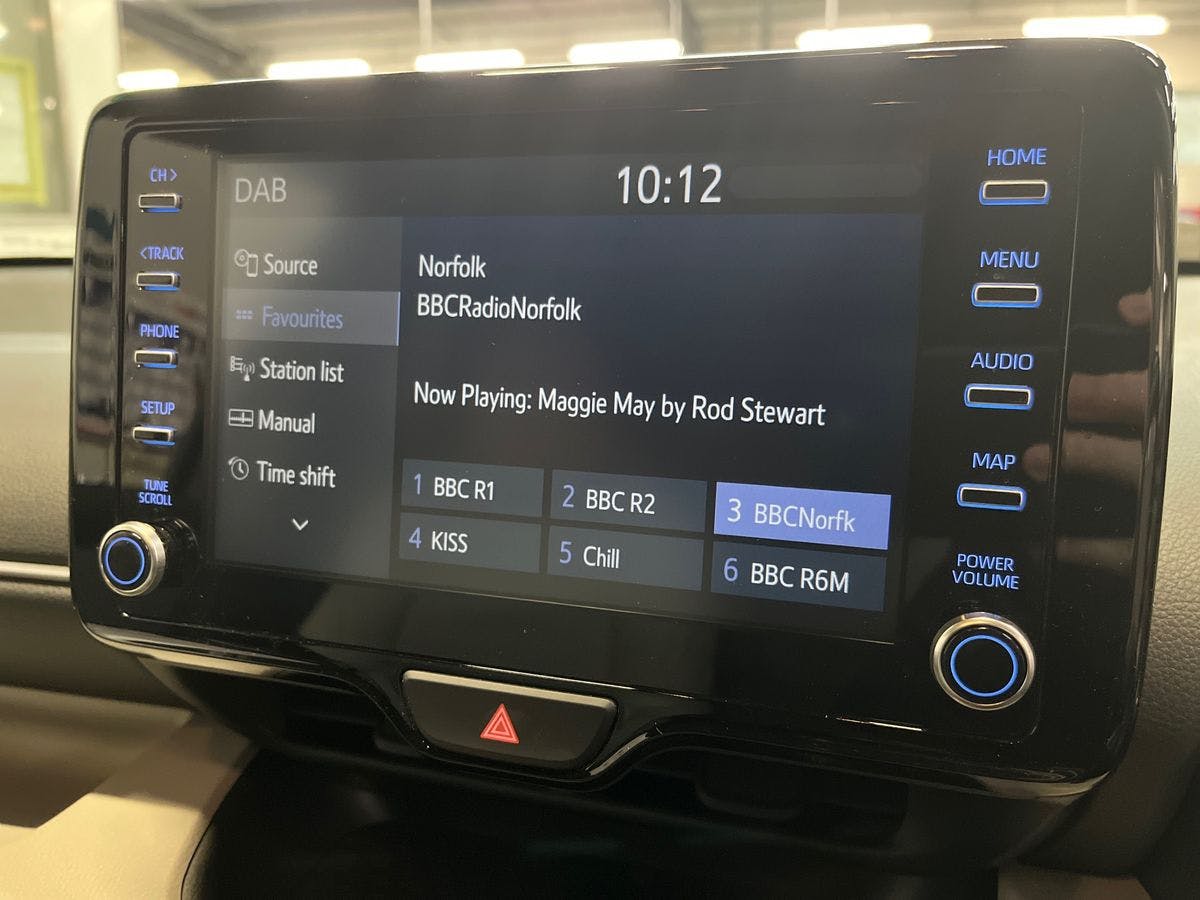 CH >
<TRACK
PHONE
SETUP
TUNE
SCROLL
DAB
10:12
Source
Favourites
Station list
Manual
Time shift
Norfolk
BBCRadioNorfolk
Now Playing: Maggie May by Rod Stewart
1 BBC R1
2 BBC R2
3 BBCNorfk
4 KISS
5 Chill
6 BBC R6M
HOME
MENU
AUDIO
MAP
POWER
VOLUME